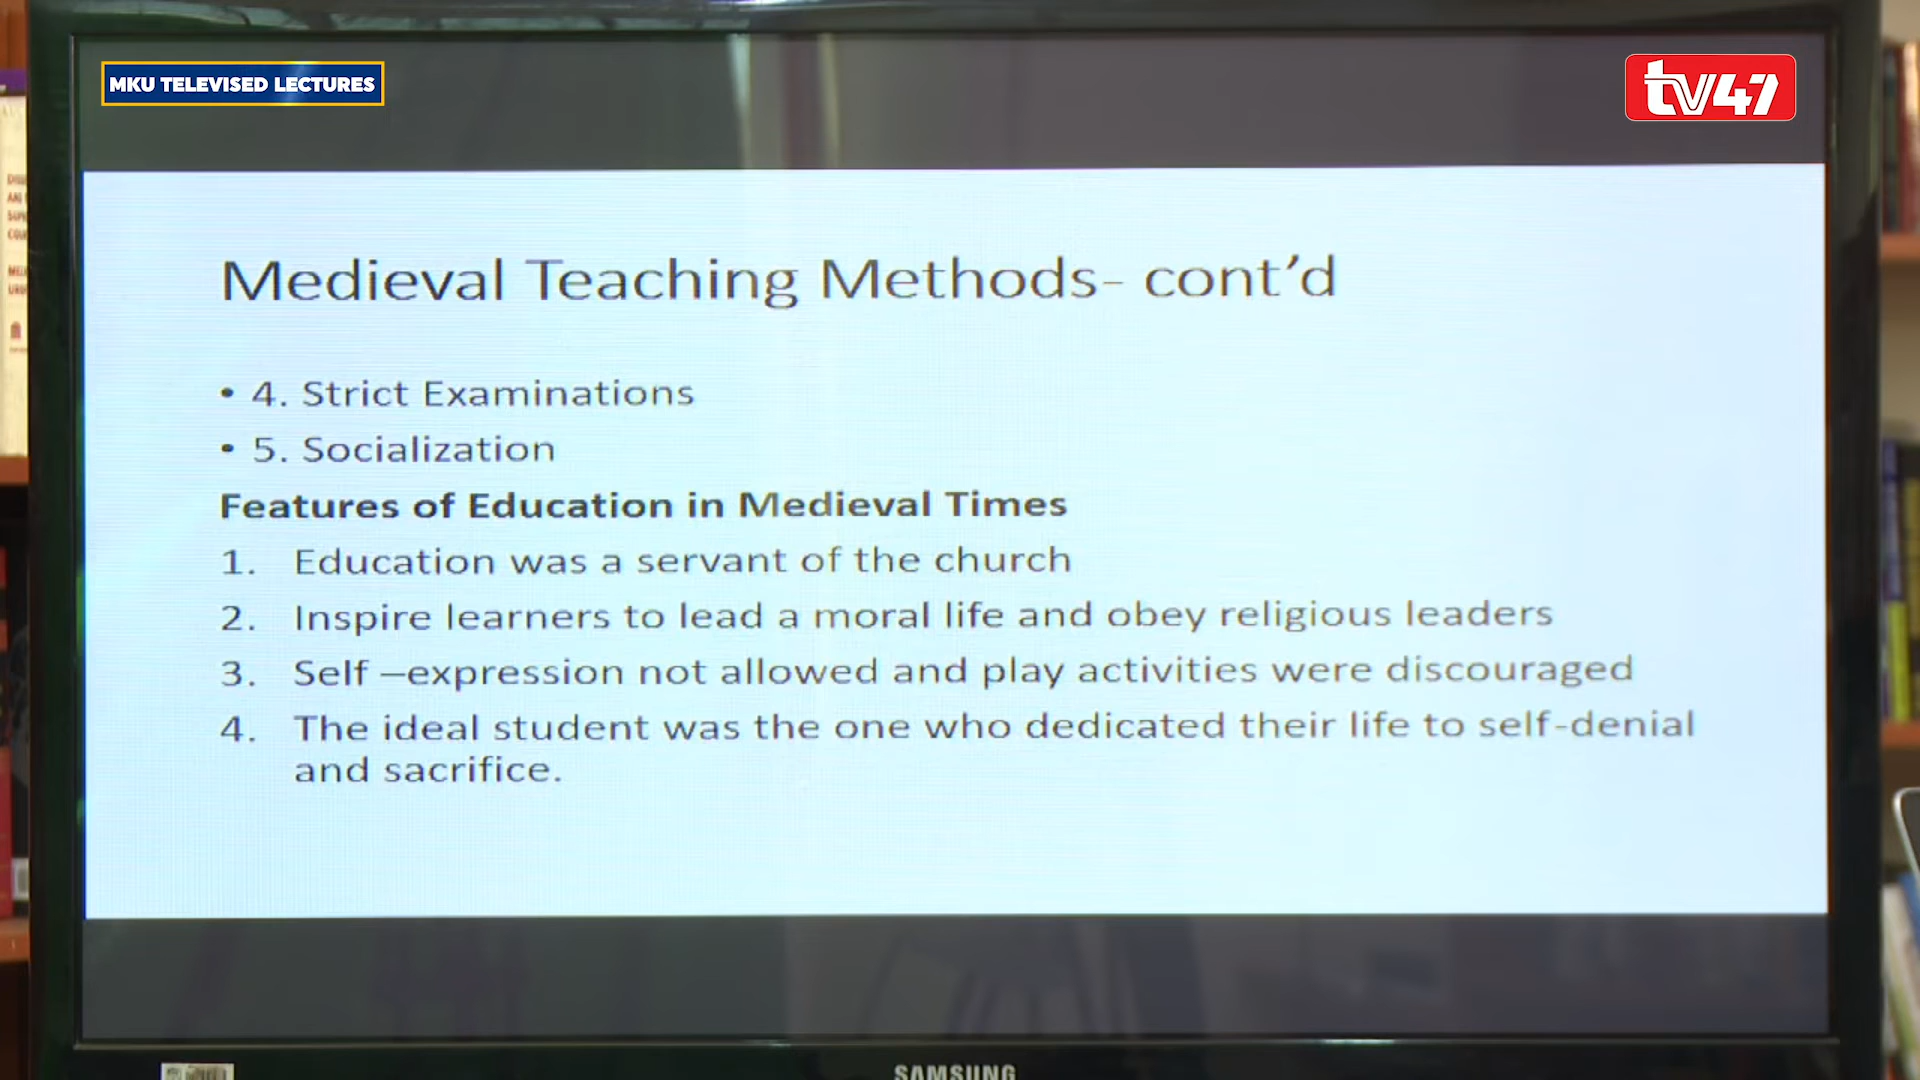 MKU TELEVISED LECTURES
tv47
Medieval Teaching Methods- cont’d
• 4. Strict Examinations
• 5. Socialization
Features of Education in Medieval Times
1. Education was a servant of the church
2. Inspire learners to lead a moral life and obey religious leaders
3. Self –expression not allowed and play activities were discouraged
4. The ideal student was the one who dedicated their life to self-denial
and sacrifice.
SAMSUNG